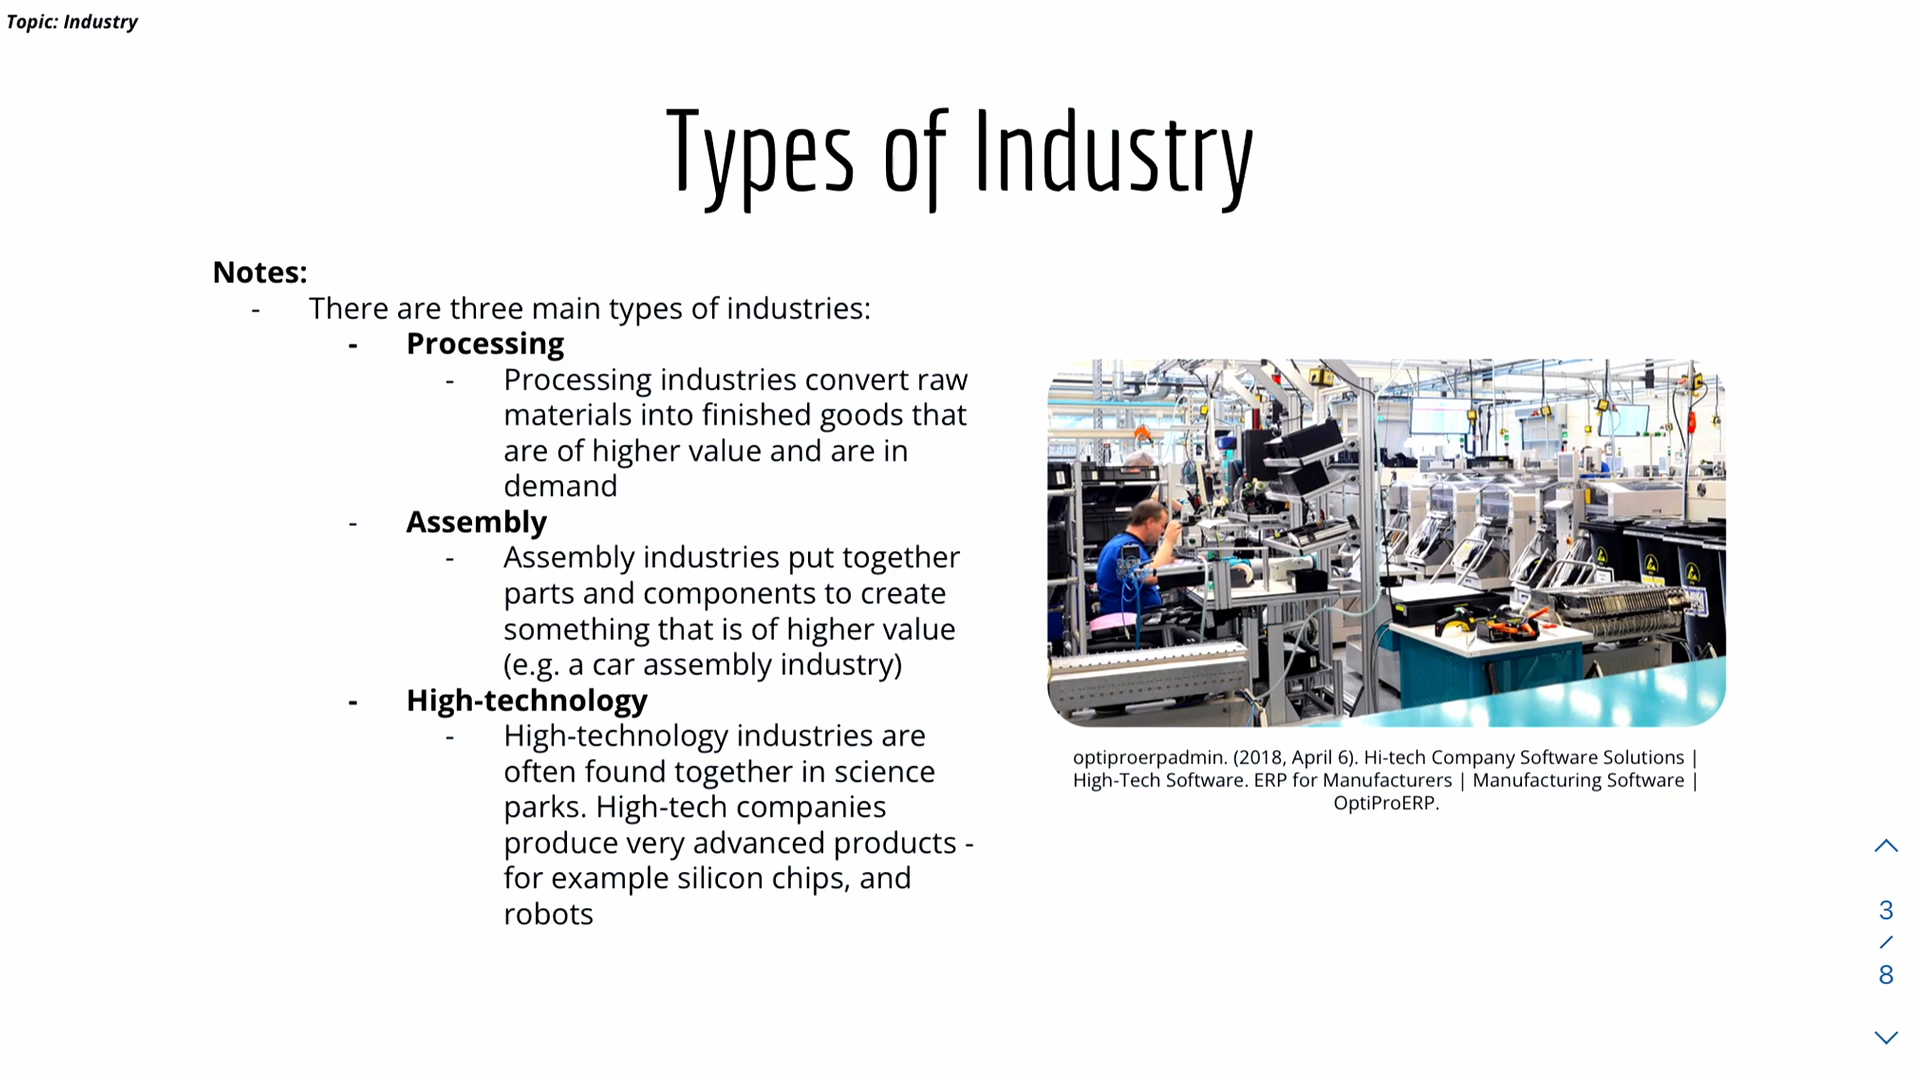 Topic: Industry
Types of Industry
Notes:
- There are three main types of industries:
- Processing
- Processing industries convert raw
materials into finished goods that
are of higher value and are in
demand
- Assembly
- Assembly industries put together
parts and components to create
something that is of higher value
(e.g. a car assembly industry)
- High-technology
- High-technology industries are
often found together in science
parks. High-tech companies
produce very advanced products -
for example silicon chips, and
robots
optiproerpadmin. (2018, April 6). Hi-tech Company Software Solutions |
High-Tech Software. ERP for Manufacturers | Manufacturing Software |
OptiProERP.
3
/
8